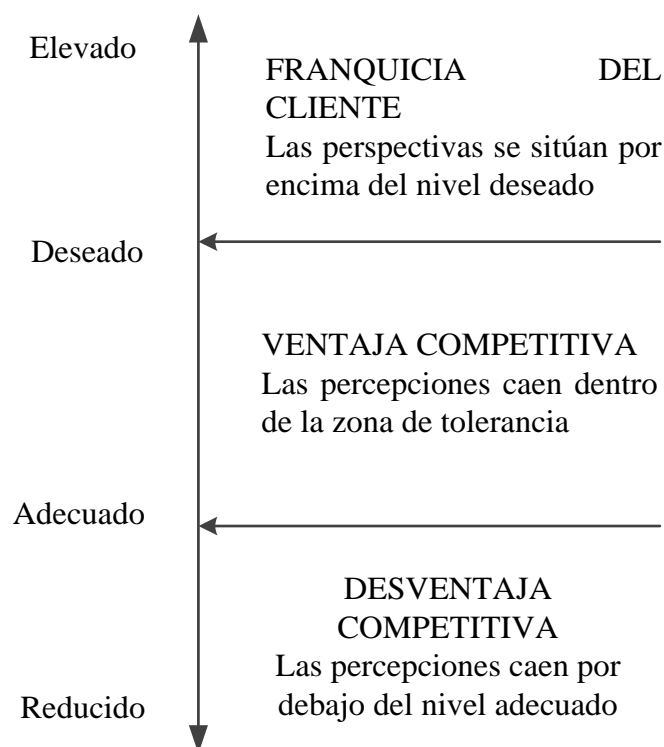 Elevado
FRANQUICIA DEL
CLIENTE
Las perspectivas se sitúan por
encima del nivel deseado
Deseado
VENTAJA COMPETITIVA
Las percepciones caen dentro
de la zona de tolerancia
Adecuado
DESVENTAJA
COMPETITIVA
Las percepciones caen por
debajo del nivel adecuado
Reducido